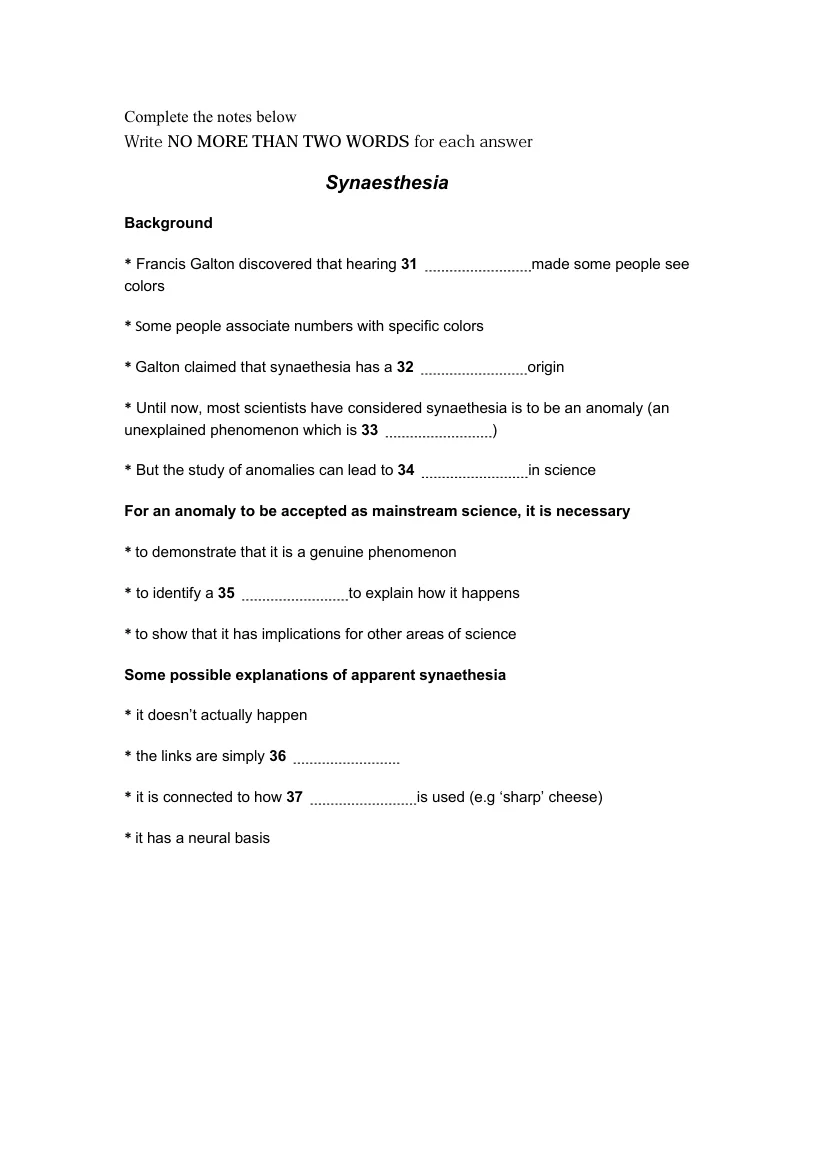 Complete the notes below
Write NO MORE THAN TWO WORDS for each answer
Synaesthesia
Background
* Francis Galton discovered that hearing 31 ..........................made some people see
colors
* Some people associate numbers with specific colors
* Galton claimed that synaethesia has a 32 ..........................origin
* Until now, most scientists have considered synaethesia is to be an anomaly (an
unexplained phenomenon which is 33 ..........................)
* But the study of anomalies can lead to 34 ..........................in science
For an anomaly to be accepted as mainstream science, it is necessary
* to demonstrate that it is a genuine phenomenon
* to identify a 35 ..........................to explain how it happens
* to show that it has implications for other areas of science
Some possible explanations of apparent synaethesia
* it doesn’t actually happen
* the links are simply 36 ..........................
* it is connected to how 37 ..........................is used (e.g ‘sharp’ cheese)
* it has a neural basis